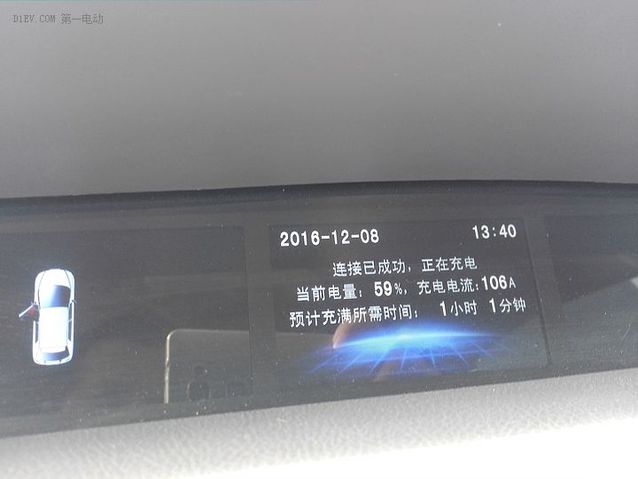 D1EV.COM 第一电动
2016-12-08 13:40
连接已成功，正在充电
当前电量：59%，充电电流：106A
预计充满所需时间： 1小时 1分钟